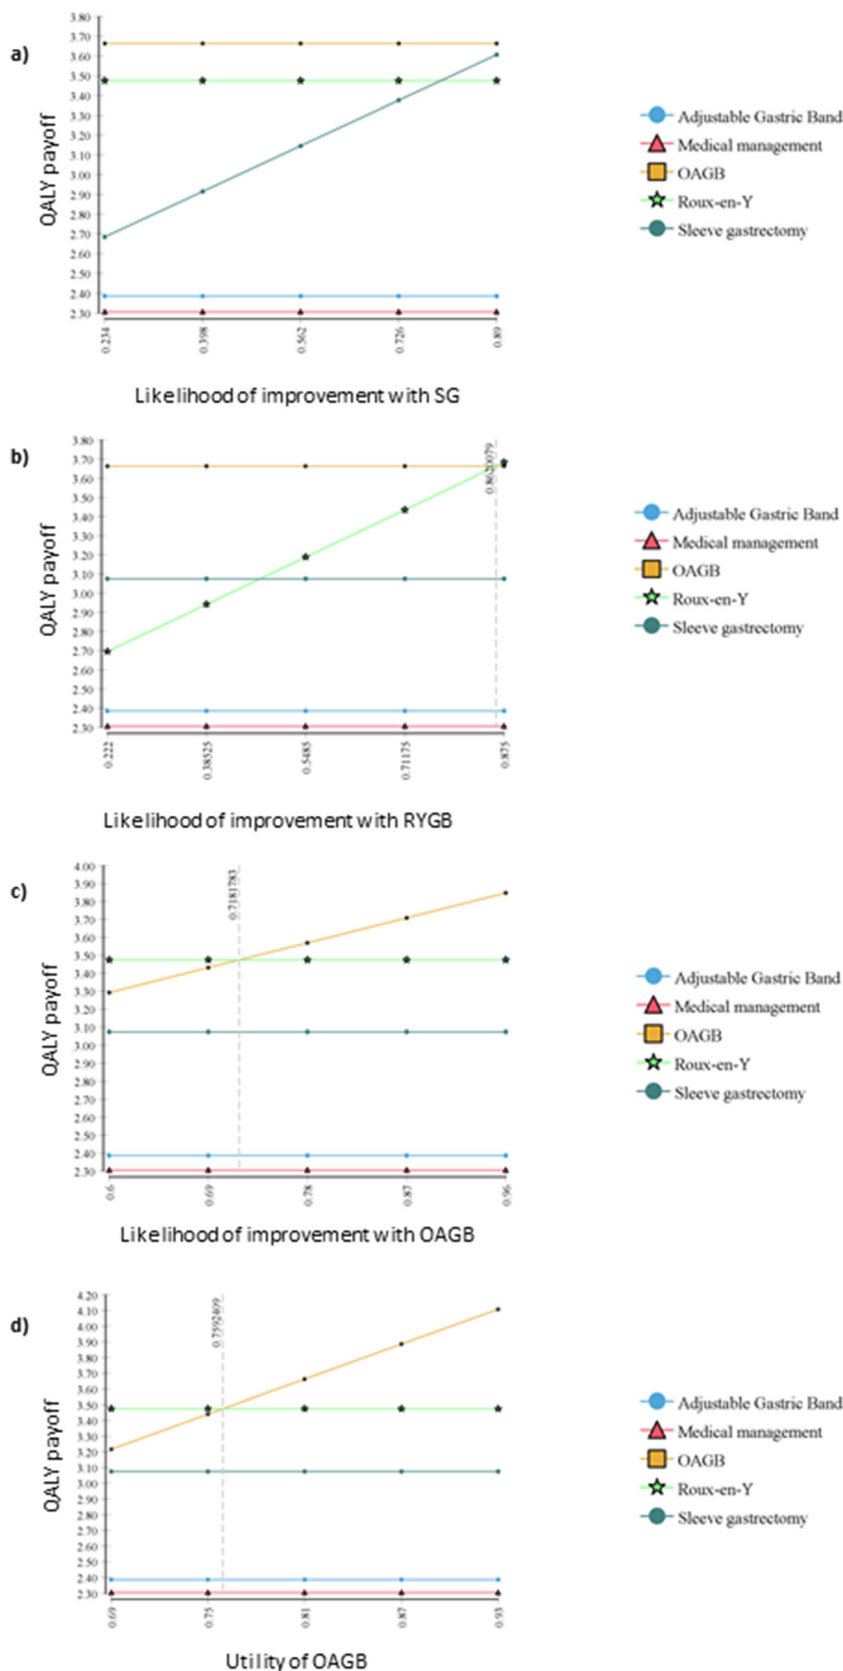 a)
QALY payoff
3.80
3.70
3.60
3.50
3.40
3.30
3.20
3.10
3.00
2.90
2.80
2.70
2.60
2.50
2.40
2.30
0.234
0.398
0.562
0.726
0.89
Likelihood of improvement with SG
Adjustable Gastric Band
Medical management
OAGB
Roux-en-Y
Sleeve gastrectomy
b)
QALY payoff
3.80
3.70
3.60
3.50
3.40
3.30
3.20
3.10
3.00
2.90
2.80
2.70
2.60
2.50
2.40
2.30
0.8620079
0.222
0.38525
0.5485
0.71175
0.875
Likelihood of improvement with RYGB
Adjustable Gastric Band
Medical management
OAGB
Roux-en-Y
Sleeve gastrectomy
c)
QALY payoff
4.00
3.90
3.80
3.70
3.60
3.50
3.40
3.30
3.20
3.10
3.00
2.90
2.80
2.70
2.60
2.50
2.40
2.30
0.7181783
0.6
0.69
0.78
0.87
0.96
Likelihood of improvement with OAGB
Adjustable Gastric Band
Medical management
OAGB
Roux-en-Y
Sleeve gastrectomy
d)
QALY payoff
4.20
4.10
4.00
3.90
3.80
3.70
3.60
3.50
3.40
3.30
3.20
3.10
3.00
2.90
2.80
2.70
2.60
2.50
2.40
2.30
0.7592409
0.69
0.75
0.81
0.87
0.93
Utility of OAGB
Adjustable Gastric Band
Medical management
OAGB
Roux-en-Y
Sleeve gastrectomy